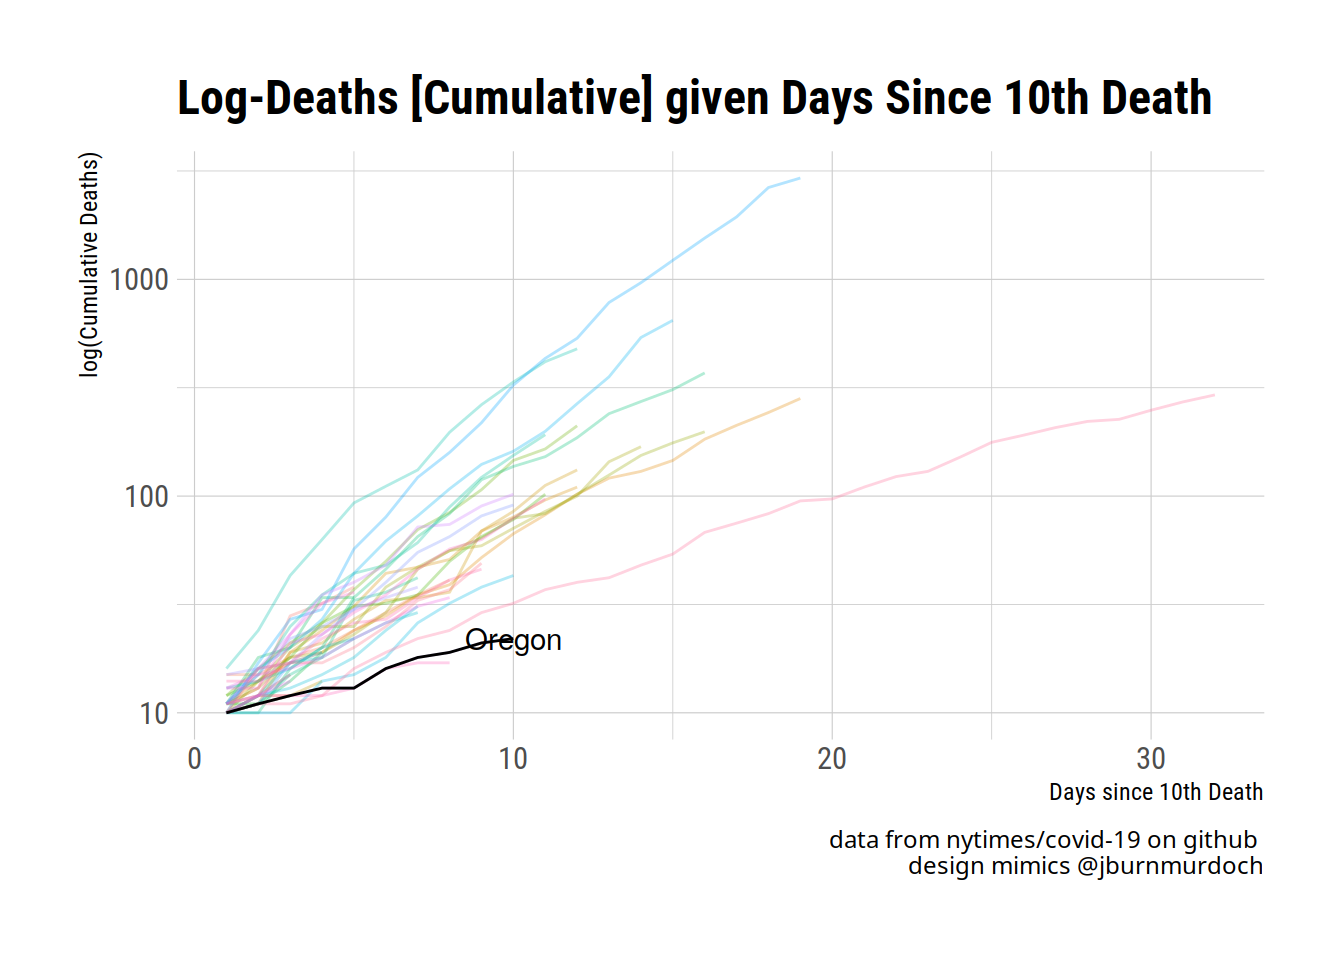 Log-Deaths [Cumulative] given Days Since 10th Death
log(Cumulative Deaths)
1000
100
10
Oregon
0 10 20 30
Days since 10th Death
data from nytimes/covid-19 on github
design mimics @jburnmurdoch